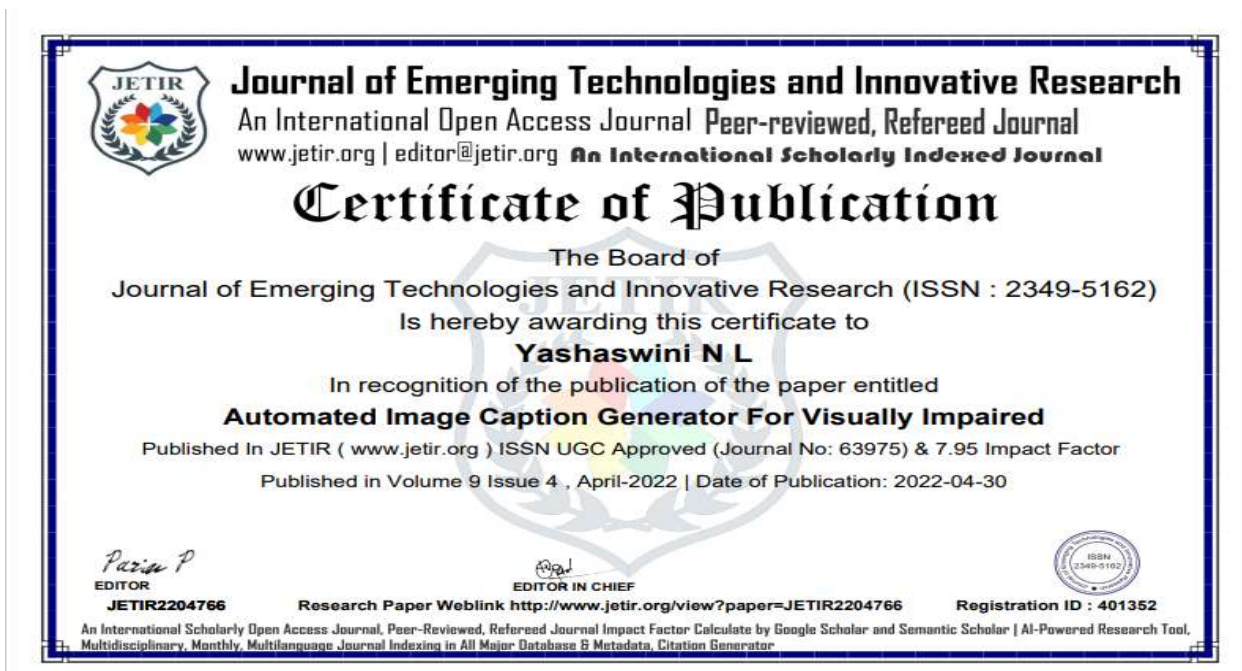 JETIR
Journal of Emerging Technologies and Innovative Research
An International Open Access Journal Peer-reviewed, Refereed Journal
www.jetir.org | editor@jetir.org An International Scholarly Indexed Journal
Certificate of Publication
The Board of
JETIR
Journal of Emerging Technologies and Innovative Research (ISSN : 2349-5162)
Is hereby awarding this certificate to
Yashaswini N L
In recognition of the publication of the paper entitled
Automated Image Caption Generator For Visually Impaired
Published In JETIR ( www.jetir.org ) ISSN UGC Approved (Journal No: 63975) & 7.95 Impact Factor
Published in Volume 9 Issue 4 , April-2022 | Date of Publication: 2022-04-30
EDITOR
EDITOR IN CHIEF
ISSN
2349-5162
JETIR2204766 Research Paper Weblink http://www.jetir.org/view?paper=JETIR2204766 Registration ID : 401352
An International Scholarly Open Access Journal, Peer-Reviewed, Refereed Journal Impact Factor Calculate by Google Scholar and Semantic Scholar | AI-Powered Research Tool,
Multidisciplinary, Monthly, Multilanguage Journal Indexing in All Major Database & Metadata, Citation Generator